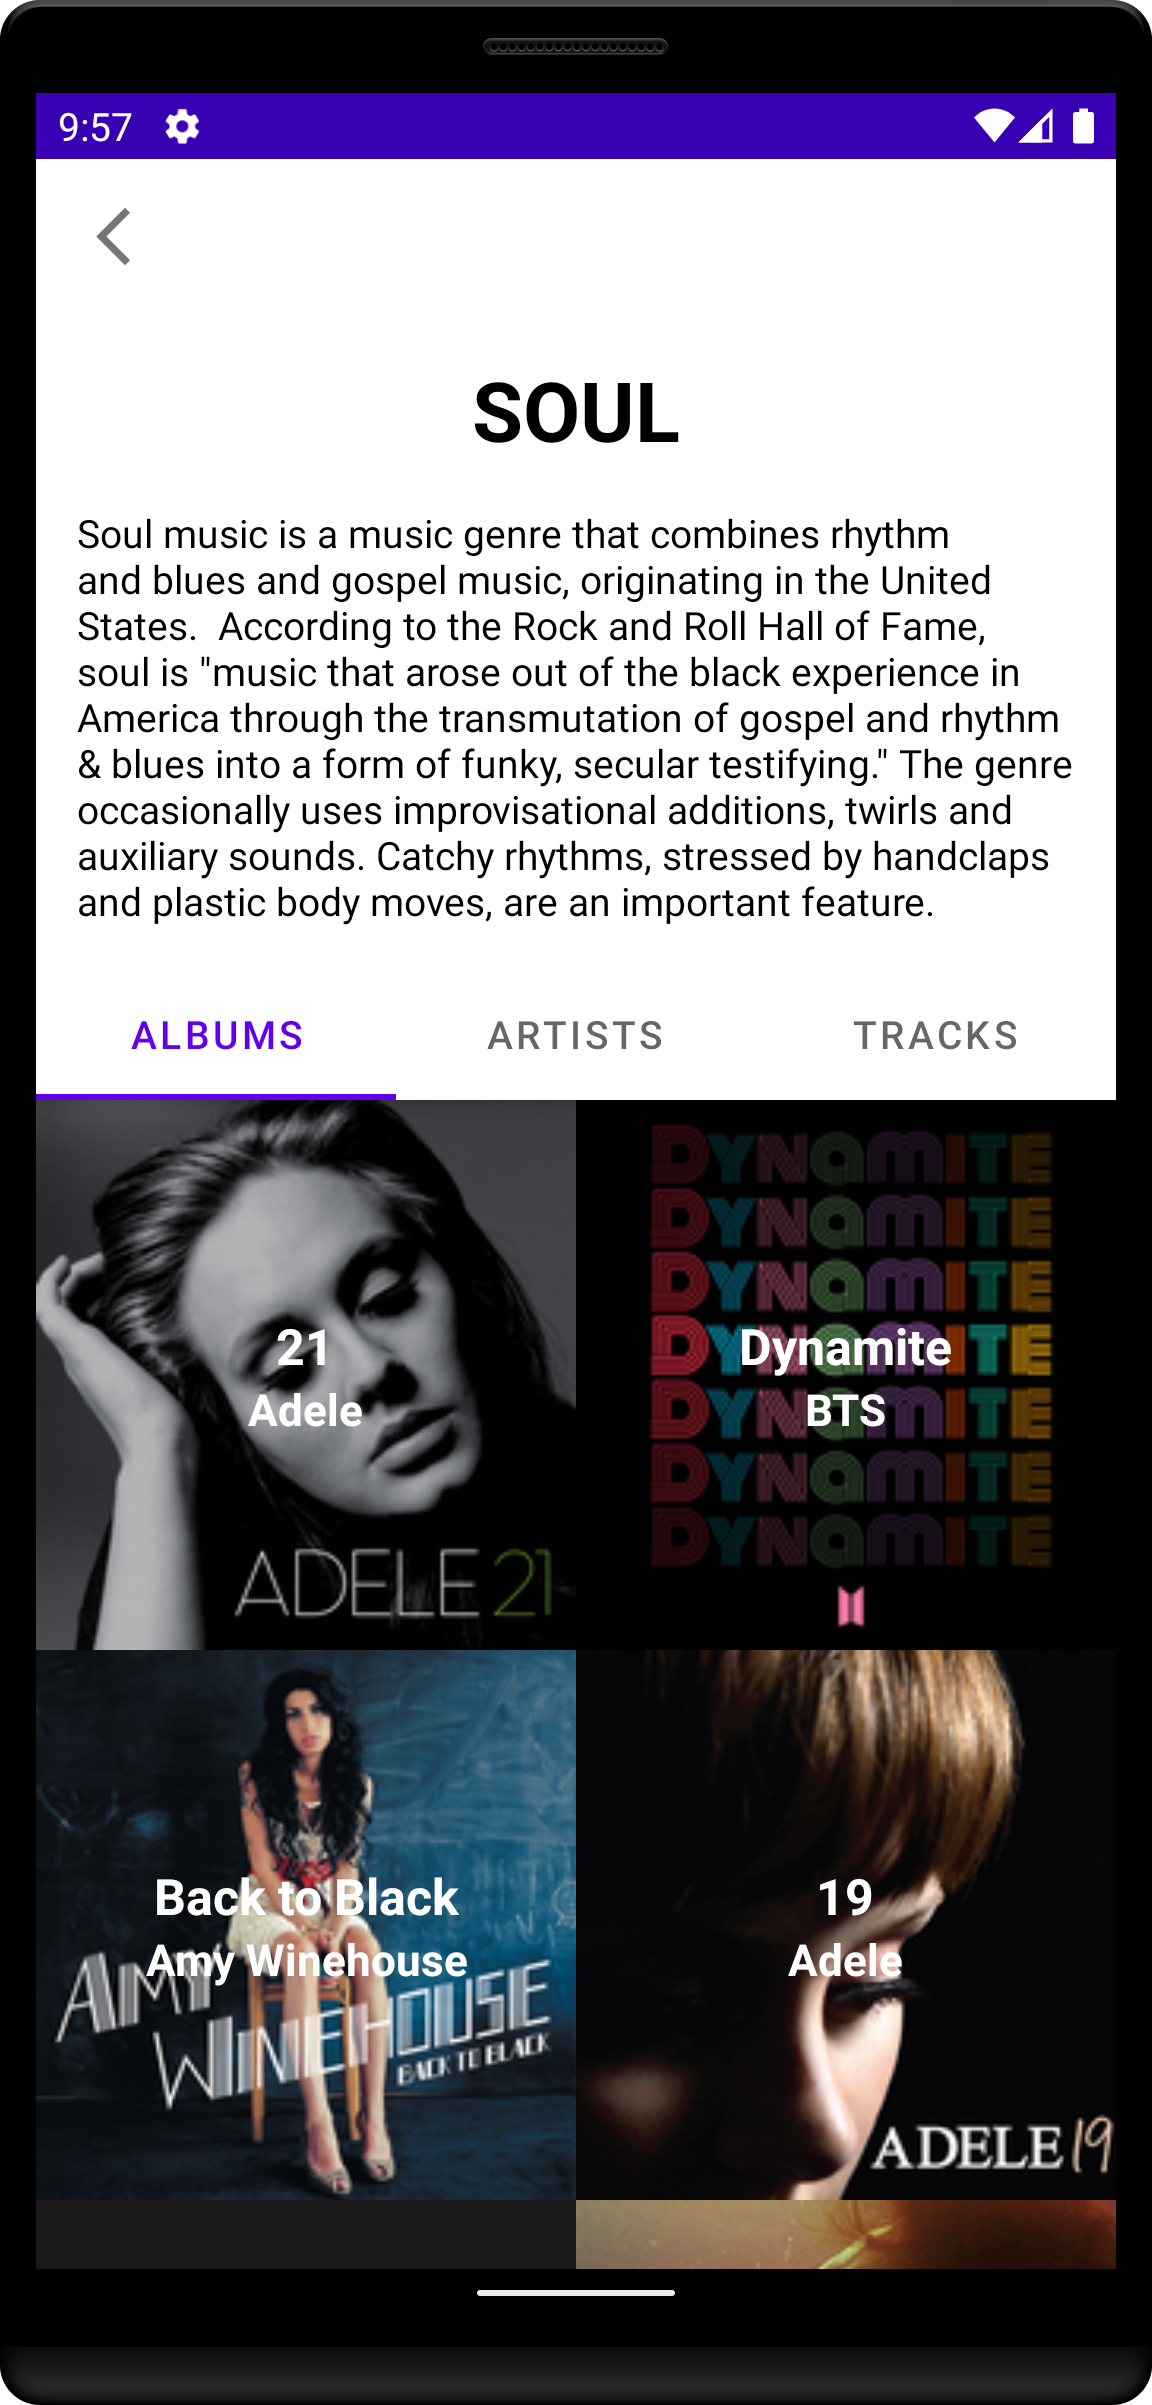 9:57
SOUL
Soul music is a music genre that combines rhythm
and blues and gospel music, originating in the United
States.  According to the Rock and Roll Hall of Fame,
soul is "music that arose out of the black experience in
America through the transmutation of gospel and rhythm
& blues into a form of funky, secular testifying." The genre
occasionally uses improvisational additions, twirls and
auxiliary sounds. Catchy rhythms, stressed by handclaps
and plastic body moves, are an important feature.
ALBUMS ARTISTS TRACKS
21
Adele
ADELE 21
DYNAMITE
DYNAMITE
DYNAMITE
DYNAMITE
DYNAMITE
DYNAMITE
DYNAMITE
Dynamite
BTS
Back to Black
Amy Winehouse
AMY
WINEHOUSE
BACK TO BLACK
19
Adele
ADELE 19